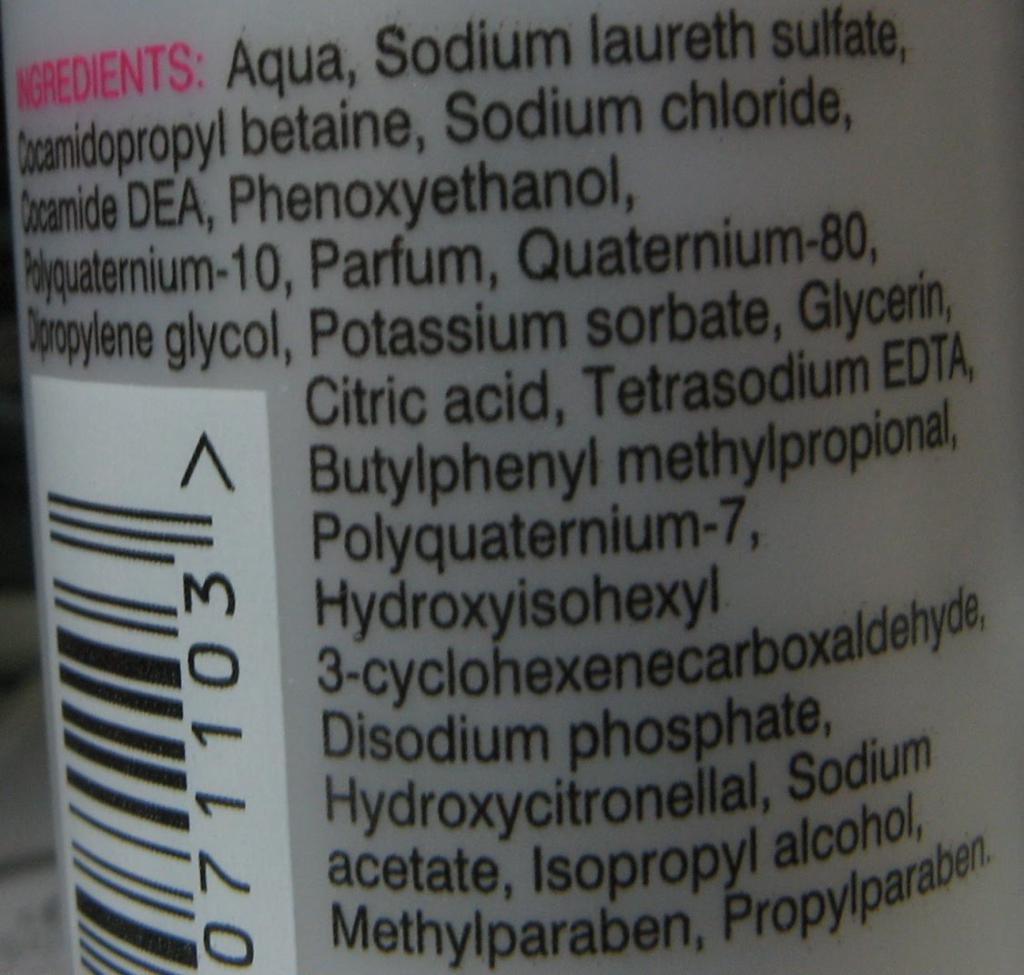 INGREDIENTS: Aqua, Sodium laureth sulfate,
Cocamidopropyl betaine, Sodium chloride,
Cocamide DEA, Phenoxyethanol,
Polyquaternium-10, Parfum, Quaternium-80,
Dipropylene glycol, Potassium sorbate, Glycerin,
Citric acid, Tetrasodium EDTA,
Butylphenyl methylpropional,
Polyquaternium-7,
Hydroxyisohexyl
3-cyclohexenecarboxaldehyde,
Disodium phosphate,
Hydroxycitronellal, Sodium
acetate, Isopropyl alcohol,
Methylparaben, Propylparaben.
071103 >